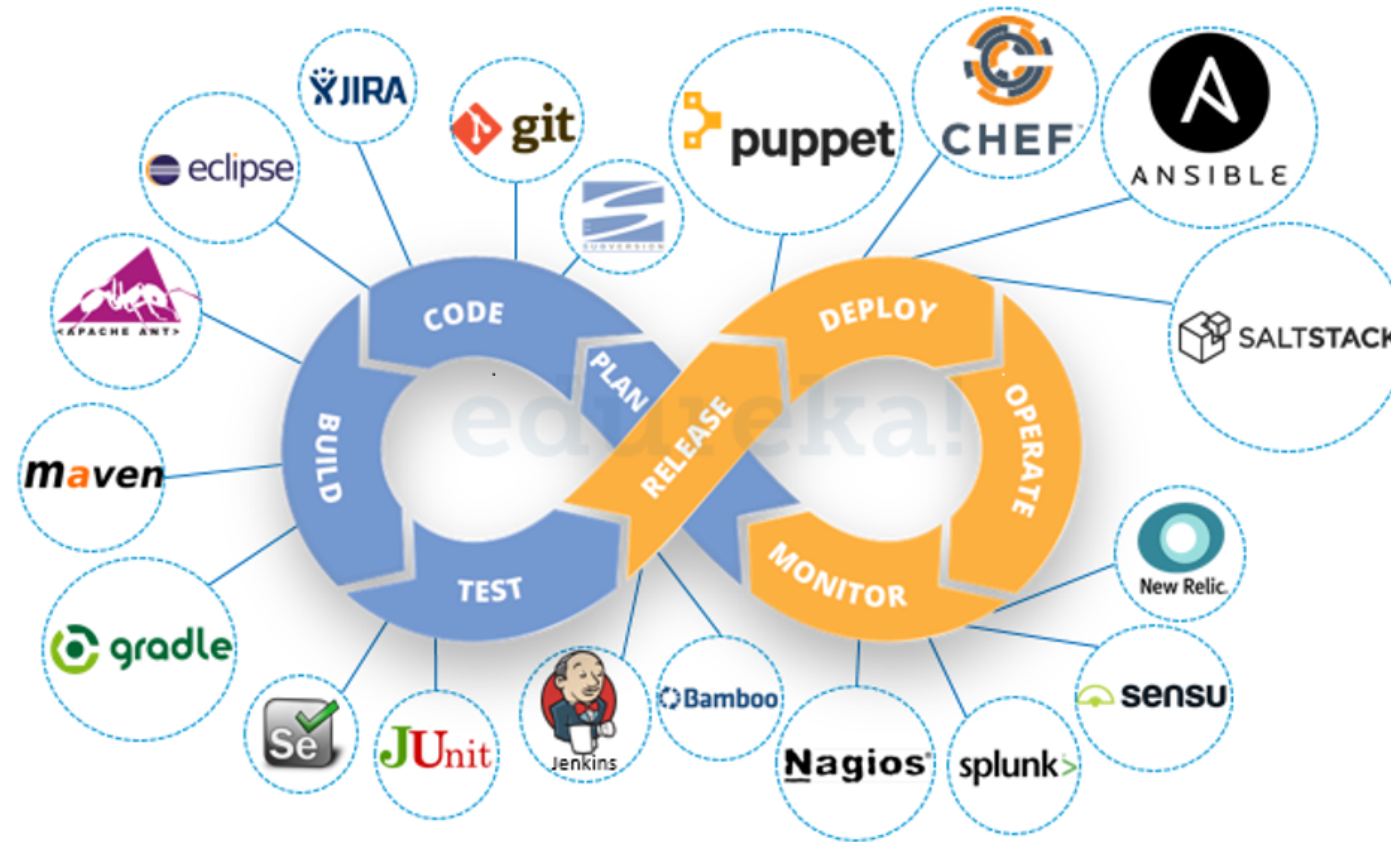 JIRA
git
eclipse
SUBVERSION
puppet
CHEF™
ANSIBLE
<APACHE ANT>
SALTSTACK
CODE
DEPLOY
PLAN
BUILD
edureka!
RELEASE
OPERATE
maven
TEST
MONITOR
New Relic.
gradle
Se
JUnit
Jenkins
Bamboo
sensu
Nagios®
splunk>